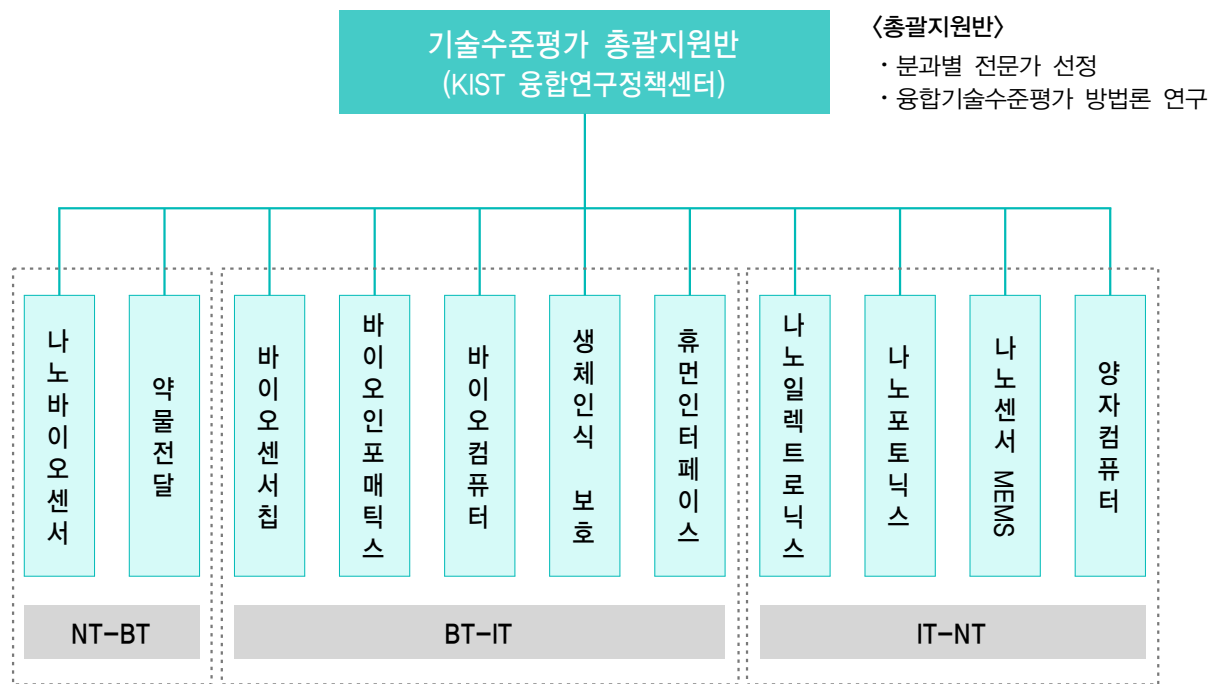 기술수준평가 총괄지원반
(KIST 융합연구정책센터)
〈총괄지원반〉
· 분과별 전문가 선정
· 융합기술수준평가 방법론 연구
나노바이오센서
약물전달
바이오센서칩
바이오인포매틱스
바이오컴퓨터
생체인식 보호
휴먼인터페이스
나노일렉트로닉스
나노포토닉스
나노센서 MEMS
양자컴퓨터
NT-BT
BT-IT
IT-NT